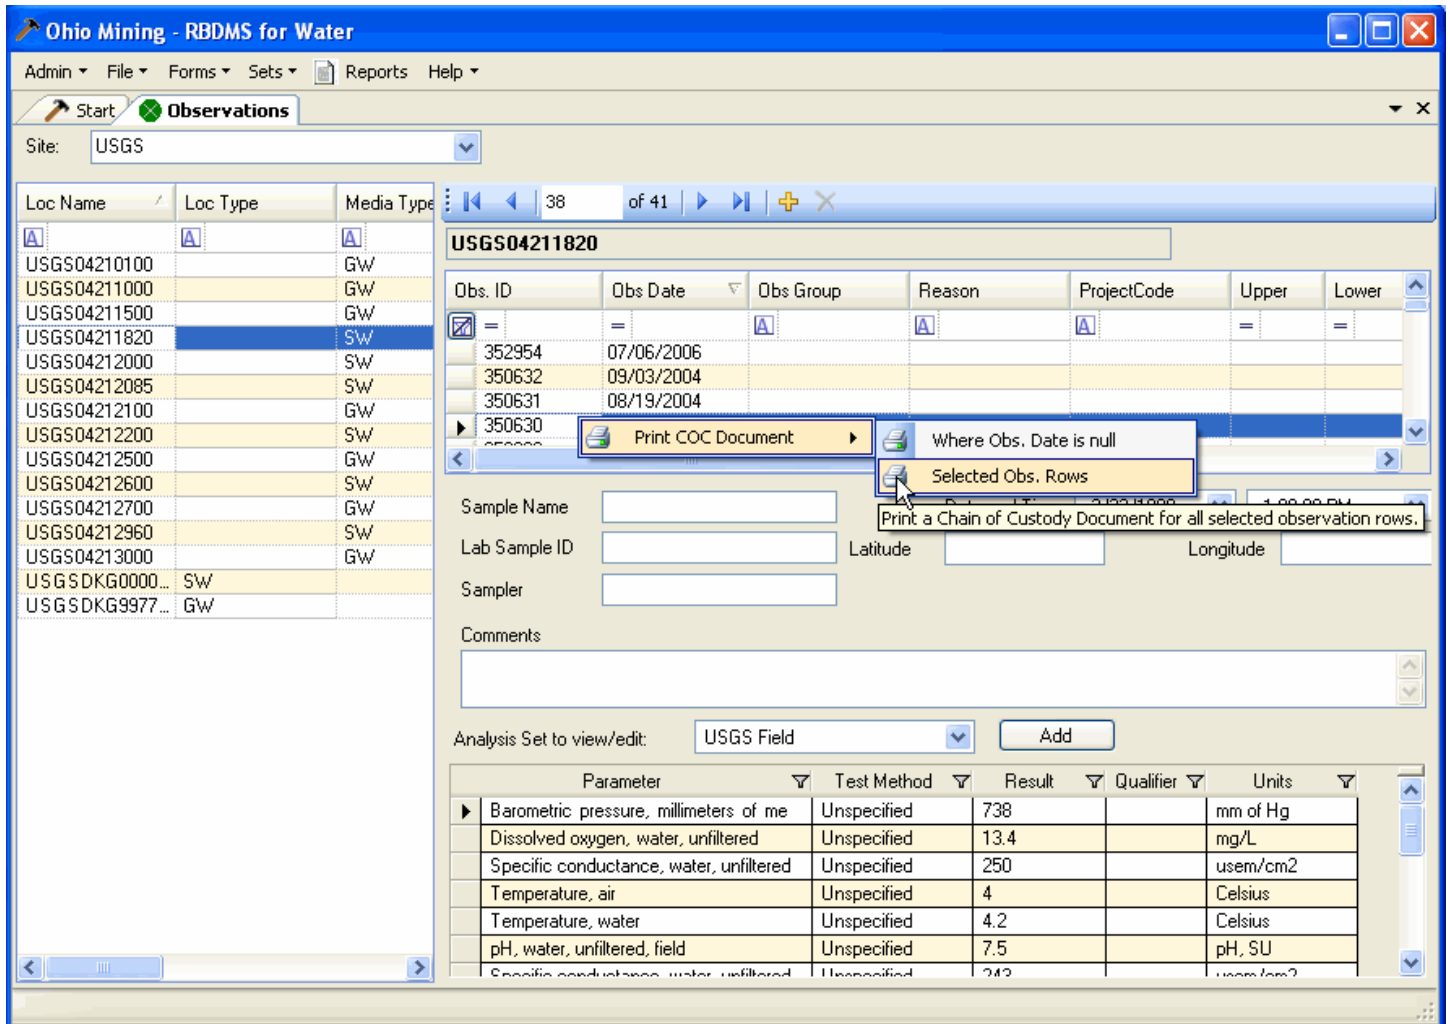 Ohio Mining - RBDMS for Water
Admin File Forms Sets Reports Help
Start Observations
Site: USGS
Loc Name Loc Type Media Type
USGS04210100 GW
USGS04211000 GW
USGS04211500 GW
USGS04211820 SW
USGS04212000 SW
USGS04212085 SW
USGS04212100 GW
USGS04212200 SW
USGS04212500 GW
USGS04212600 SW
USGS04212700 GW
USGS04212960 SW
USGS04213000 GW
USGSDKG0000... SW
USGSDKG9977... GW
38 of 41
USGS04211820
Obs. ID Obs Date Obs Group Reason ProjectCode Upper Lower
= = A A A = =
352954 07/06/2006
350632 09/03/2004
350631 08/19/2004
350630
Print COC Document
Where Obs. Date is null
Selected Obs. Rows
Print a Chain of Custody Document for all selected observation rows.
Sample Name
Lab Sample ID Latitude Longitude
Sampler
Comments
Analysis Set to view/edit: USGS Field Add
Parameter Test Method Result Qualifier Units
Barometric pressure, millimeters of me Unspecified 738 mm of Hg
Dissolved oxygen, water, unfiltered Unspecified 13.4 mg/L
Specific conductance, water, unfiltered Unspecified 250 usem/cm2
Temperature, air Unspecified 4 Celsius
Temperature, water Unspecified 4.2 Celsius
pH, water, unfiltered, field Unspecified 7.5 pH, SU
Specific conductance, water, unfiltered Unspecified 243 usem/cm2